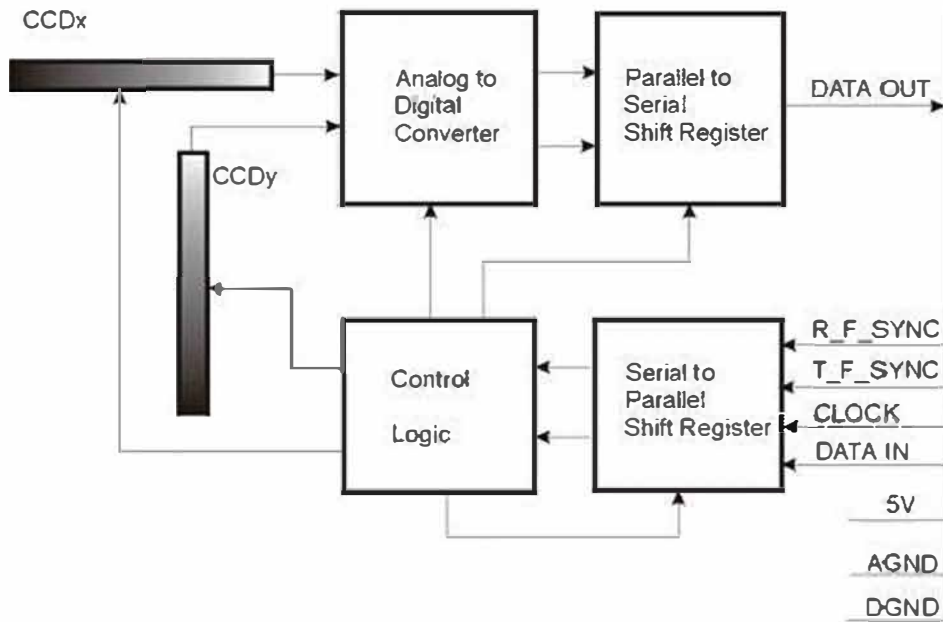 CCDx
Analog to
Digital
Converter
Parallel to
Serial
Shift Register
DATA OUT
CCDy
Control
Logic
Serial to
Parallel
Shift Register
R_F_SYNC
T_F_SYNC
CLOCK
DATA IN
5V
AGND
DGND